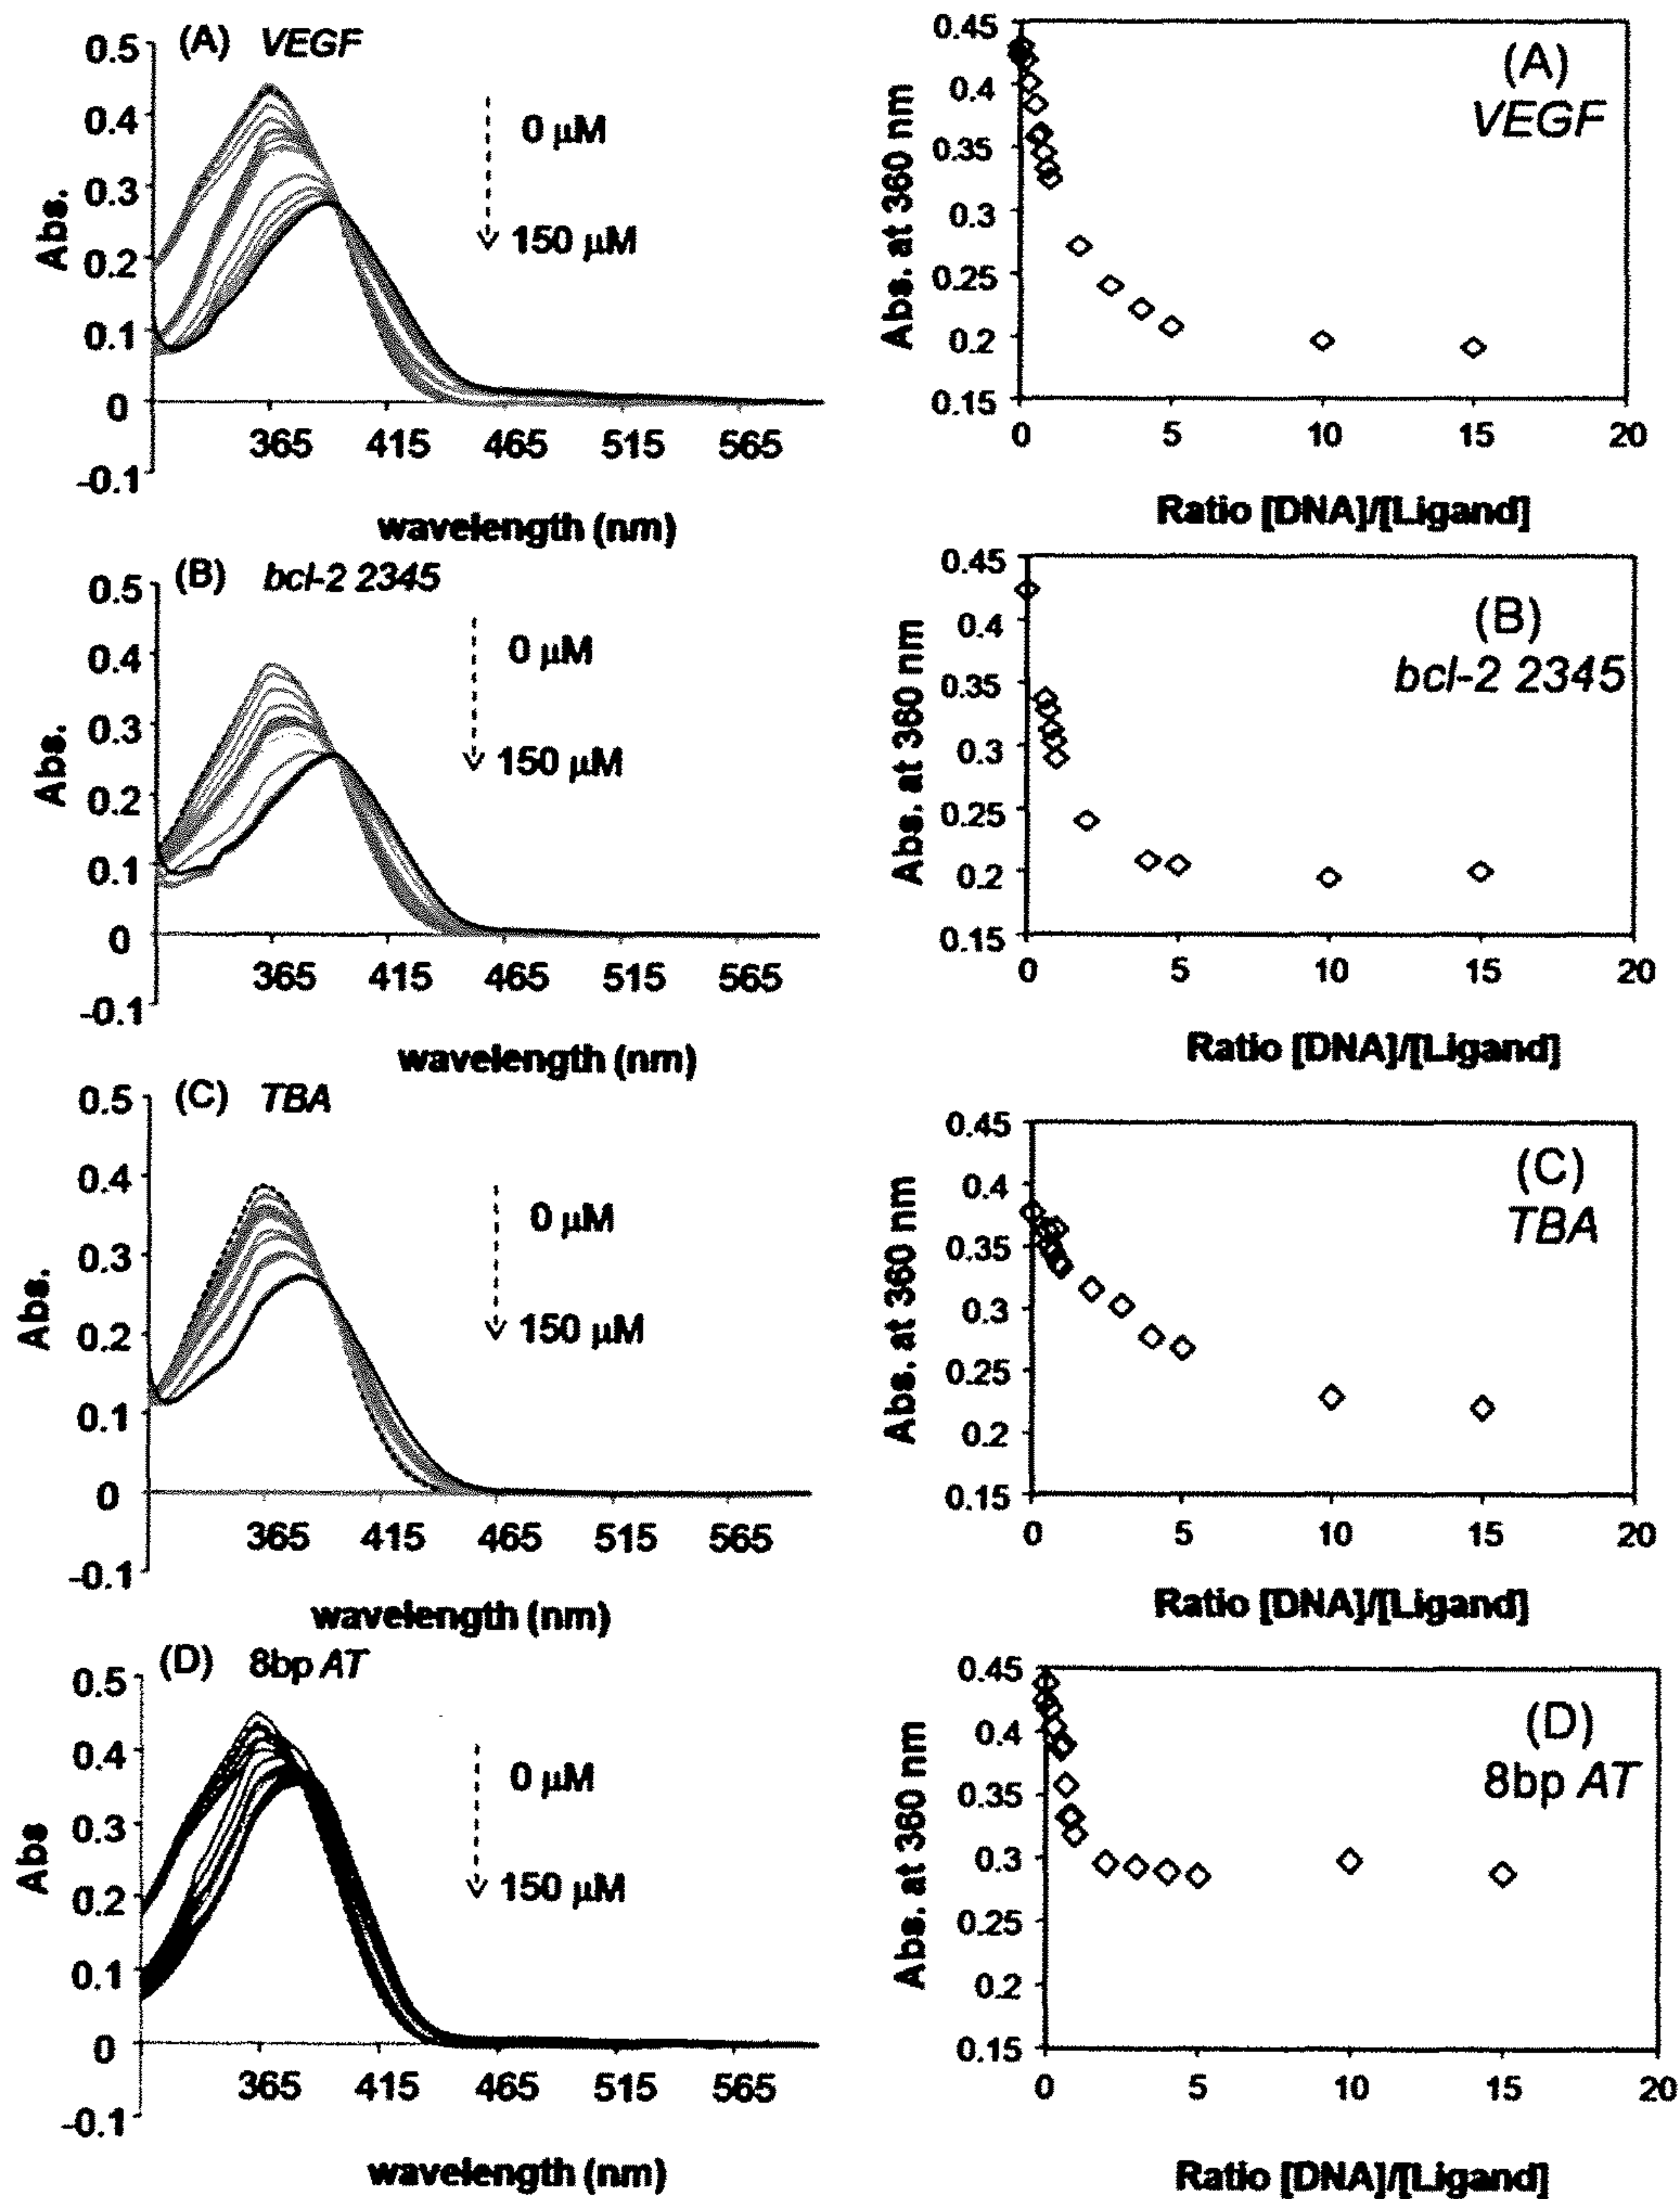 (A) VEGF
0.5
0.4
0.3
0.2
0.1
0
-0.1
Abs.
0 µM
150 µM
365 415 465 515 565
wavelength (nm)
0.45
0.4
0.35
0.3
0.25
0.2
0.15
Abs. at 360 nm
(A)
VEGF
0 5 10 15 20
Ratio [DNA]/[Ligand]
(B) bcl-2 2345
0.5
0.4
0.3
0.2
0.1
0
-0.1
Abs.
0 µM
150 µM
365 415 465 515 565
wavelength (nm)
0.45
0.4
0.35
0.3
0.25
0.2
0.15
Abs. at 360 nm
(B)
bcl-2 2345
0 5 10 15 20
Ratio [DNA]/[Ligand]
(C) TBA
0.5
0.4
0.3
0.2
0.1
0
-0.1
Abs.
0 µM
150 µM
365 415 465 515 565
wavelength (nm)
0.45
0.4
0.35
0.3
0.25
0.2
0.15
Abs. at 360 nm
(C)
TBA
0 5 10 15 20
Ratio [DNA]/[Ligand]
(D) 8bp AT
0.5
0.4
0.3
0.2
0.1
0
-0.1
Abs
0 µM
150 µM
365 415 465 515 565
wavelength (nm)
0.45
0.4
0.35
0.3
0.25
0.2
0.15
Abs. at 360 nm
(D)
8bp AT
0 5 10 15 20
Ratio [DNA]/[Ligand]